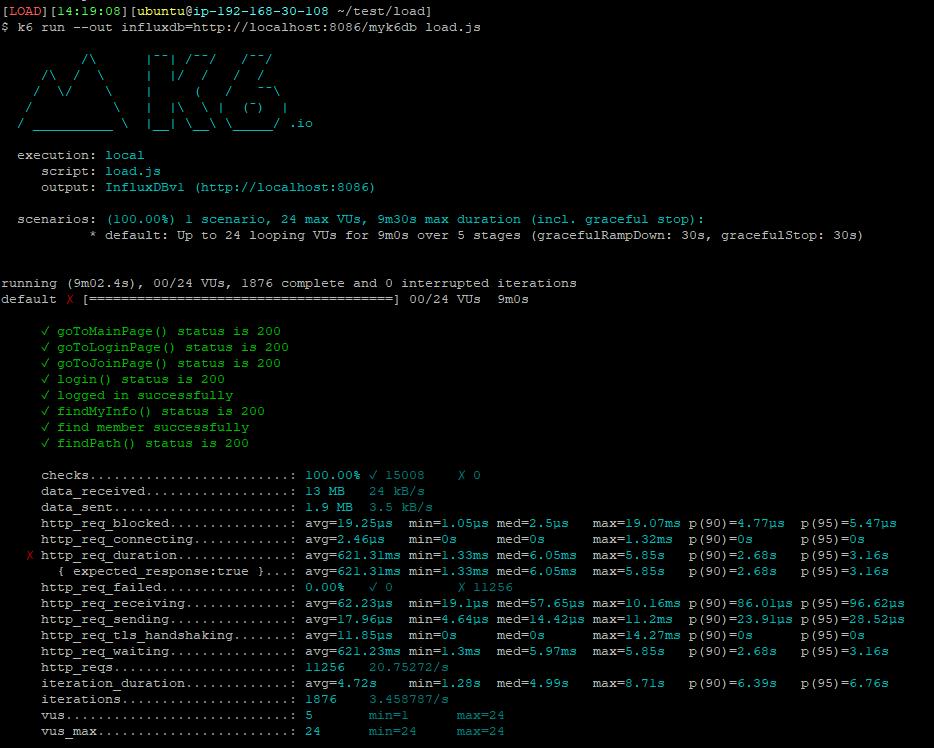 [LOAD][14:19:08][ubuntu@ip-192-168-30-108 ~/test/load]
$ k6 run --out influxdb=http://localhost:8086/myk6db load.js
          /\      |‾‾| /‾‾/   /‾‾/
     /\  /  \     |  |/  /   /  /
    /  \/    \    |     (   /   ‾‾\
   /          \   |  |\  \ |  (‾)  |
  / __________ \  |__| \__\ \_____/ .io
  execution: local
     script: load.js
     output: InfluxDBv1 (http://localhost:8086)
  scenarios: (100.00%) 1 scenario, 24 max VUs, 9m30s max duration (incl. graceful stop):
           * default: Up to 24 looping VUs for 9m0s over 5 stages (gracefulRampDown: 30s, gracefulStop: 30s)
running (9m02.4s), 00/24 VUs, 1876 complete and 0 interrupted iterations
default ✗ [======================================] 00/24 VUs  9m0s
     ✓ goToMainPage() status is 200
     ✓ goToLoginPage() status is 200
     ✓ goToJoinPage() status is 200
     ✓ login() status is 200
     ✓ logged in successfully
     ✓ findMyInfo() status is 200
     ✓ find member successfully
     ✓ findPath() status is 200
     checks.........................: 100.00% ✓ 15008    ✗ 0
     data_received..................: 13 MB   24 kB/s
     data_sent......................: 1.9 MB  3.5 kB/s
     http_req_blocked...............: avg=19.25µs  min=1.05µs med=2.5µs   max=19.07ms p(90)=4.77µs  p(95)=5.47µs
     http_req_connecting............: avg=2.46µs   min=0s     med=0s      max=1.32ms  p(90)=0s      p(95)=0s
   ✗ http_req_duration..............: avg=621.31ms min=1.33ms med=6.05ms  max=5.85s   p(90)=2.68s   p(95)=3.16s
       { expected_response:true }...: avg=621.31ms min=1.33ms med=6.05ms  max=5.85s   p(90)=2.68s   p(95)=3.16s
     http_req_failed................: 0.00%   ✓ 0        ✗ 11256
     http_req_receiving.............: avg=62.23µs  min=19.1µs med=57.65µs max=10.16ms p(90)=86.01µs p(95)=96.62µs
     http_req_sending...............: avg=17.96µs  min=4.64µs med=14.42µs max=11.2ms  p(90)=23.91µs p(95)=28.52µs
     http_req_tls_handshaking.......: avg=11.85µs  min=0s     med=0s      max=14.27ms p(90)=0s      p(95)=0s
     http_req_waiting...............: avg=621.23ms min=1.3ms  med=5.97ms  max=5.85s   p(90)=2.68s   p(95)=3.16s
     http_reqs......................: 11256   20.75272/s
     iteration_duration.............: avg=4.72s    min=1.28s  med=4.99s   max=8.71s   p(90)=6.39s   p(95)=6.76s
     iterations.....................: 1876    3.458787/s
     vus............................: 5       min=1      max=24
     vus_max........................: 24      min=24     max=24